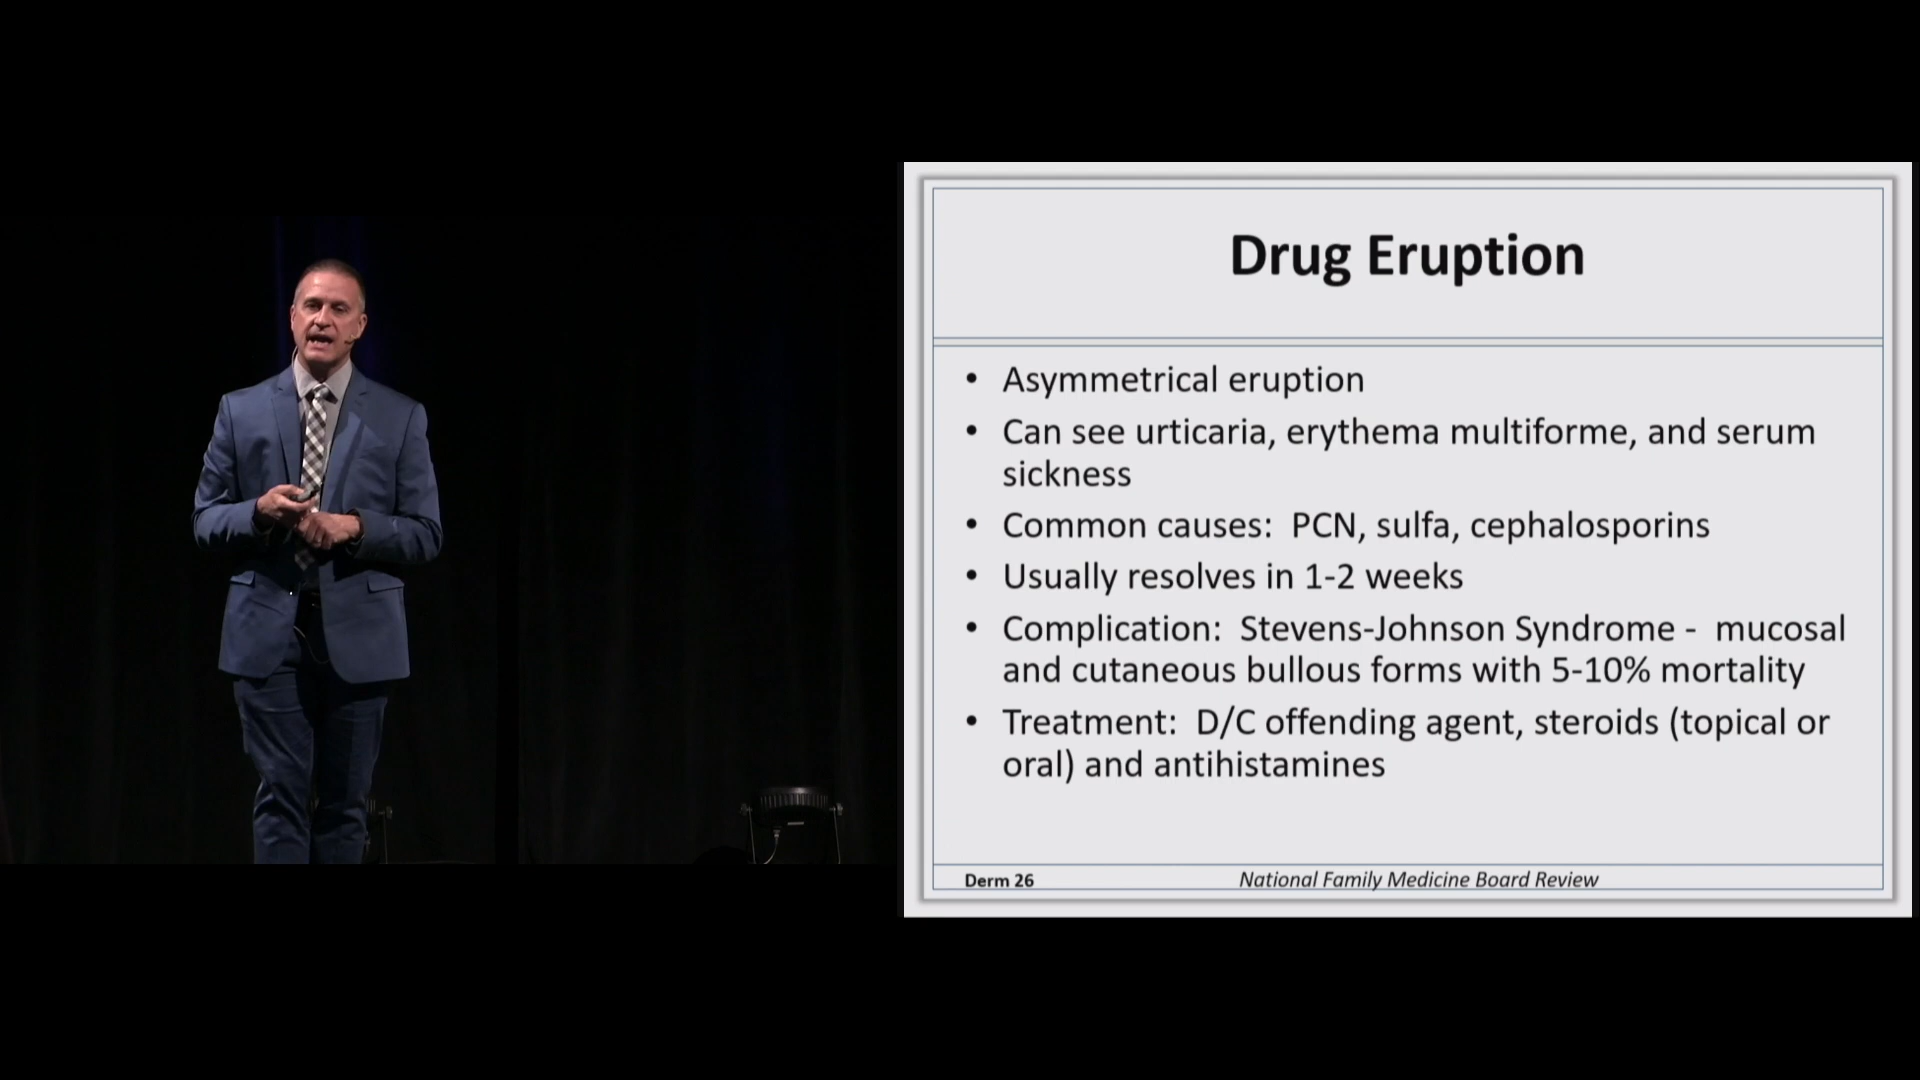 Drug Eruption
• Asymmetrical eruption
• Can see urticaria, erythema multiforme, and serum
sickness
• Common causes:  PCN, sulfa, cephalosporins
• Usually resolves in 1-2 weeks
• Complication:  Stevens-Johnson Syndrome -  mucosal
and cutaneous bullous forms with 5-10% mortality
• Treatment:  D/C offending agent, steroids (topical or
oral) and antihistamines
Derm 26
National Family Medicine Board Review